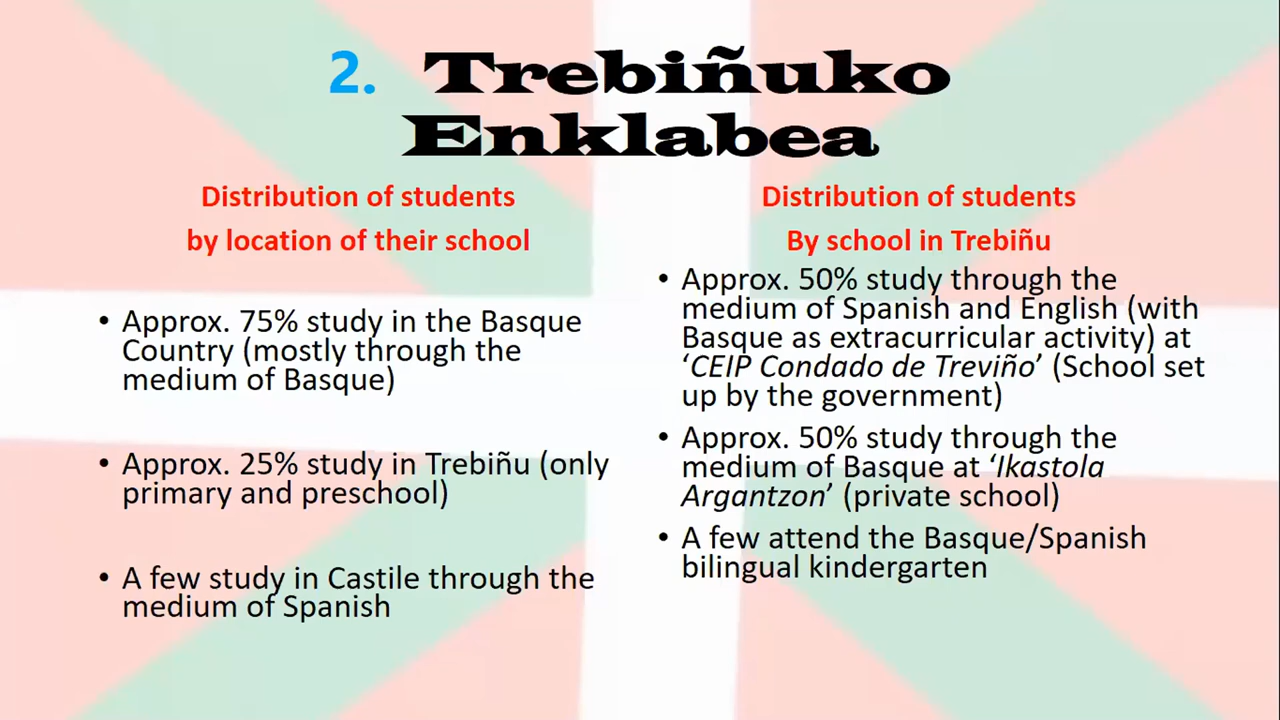 2. Trebiñuko
Enklabea
Distribution of students
by location of their school
• Approx. 75% study in the Basque
Country (mostly through the
medium of Basque)
• Approx. 25% study in Trebiñu (only
primary and preschool)
• A few study in Castile through the
medium of Spanish
Distribution of students
By school in Trebiñu
• Approx. 50% study through the
medium of Spanish and English (with
Basque as extracurricular activity) at
‘CEIP Condado de Treviño’ (School set
up by the government)
• Approx. 50% study through the
medium of Basque at ‘Ikastola
Argantzon’ (private school)
• A few attend the Basque/Spanish
bilingual kindergarten